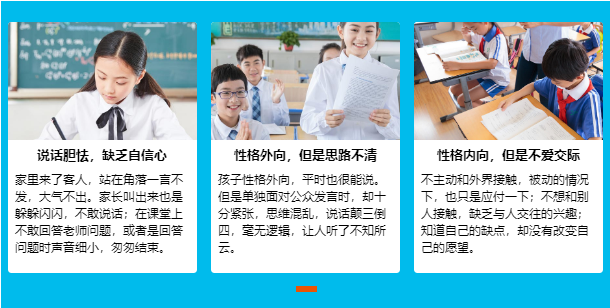 说话胆怯，缺乏自信心
家里来了客人，站在角落一言不
发，大气不出。家长叫出来也是
躲躲闪闪，不敢说话；在课堂上
不敢回答老师问题，或者是回答
问题时声音细小，匆匆结束。
性格外向，但是思路不清
孩子性格外向，平时也很能说。
但是单独面对公众发言时，却十
分紧张，思维混乱，说话颠三倒
四，毫无逻辑，让人听了不知所
云。
性格内向，但是不爱交际
不主动和外界接触，被动的情况
下，也只是应付一下；不想和别
人接触，缺乏与人交往的兴趣；
知道自己的缺点，却没有改变自
己的愿望。